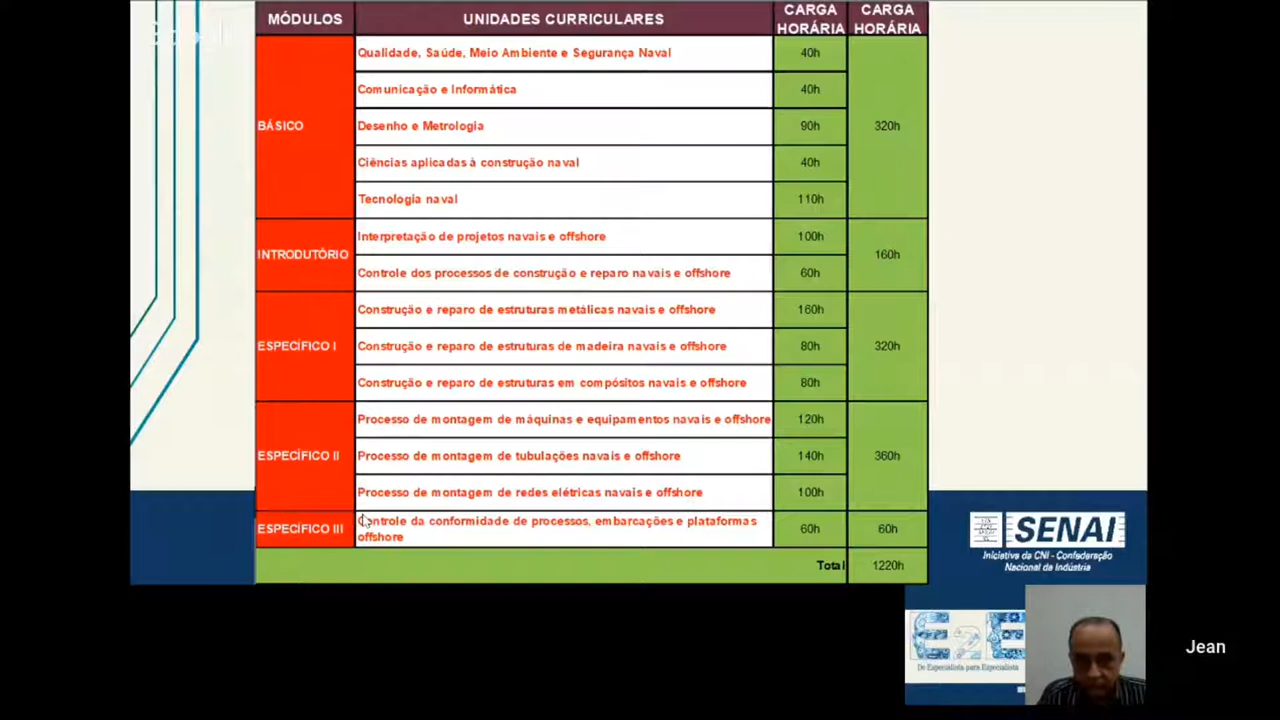 MÓDULOS UNIDADES CURRICULARES CARGA HORÁRIA CARGA HORÁRIA
BÁSICO
Qualidade, Saúde, Meio Ambiente e Segurança Naval 40h
Comunicação e Informática 40h
Desenho e Metrologia 90h 320h
Ciências aplicadas à construção naval 40h
Tecnologia naval 110h
INTRODUTÓRIO
Interpretação de projetos navais e offshore 100h
160h
Controle dos processos de construção e reparo navais e offshore 60h
Construção e reparo de estruturas metálicas navais e offshore 160h
ESPECÍFICO I Construção e reparo de estruturas de madeira navais e offshore 80h 320h
Construção e reparo de estruturas em compósitos navais e offshore 80h
Processo de montagem de máquinas e equipamentos navais e offshore 120h
ESPECÍFICO II Processo de montagem de tubulações navais e offshore 140h 360h
Processo de montagem de redes elétricas navais e offshore 100h
ESPECÍFICO III Controle da conformidade de processos, embarcações e plataformas
offshore 60h 60h
Total 1220h
SENAI
Iniciativa da CNI - Confederação
Nacional da Indústria
E2E
De Especialista para Especialista
Jean